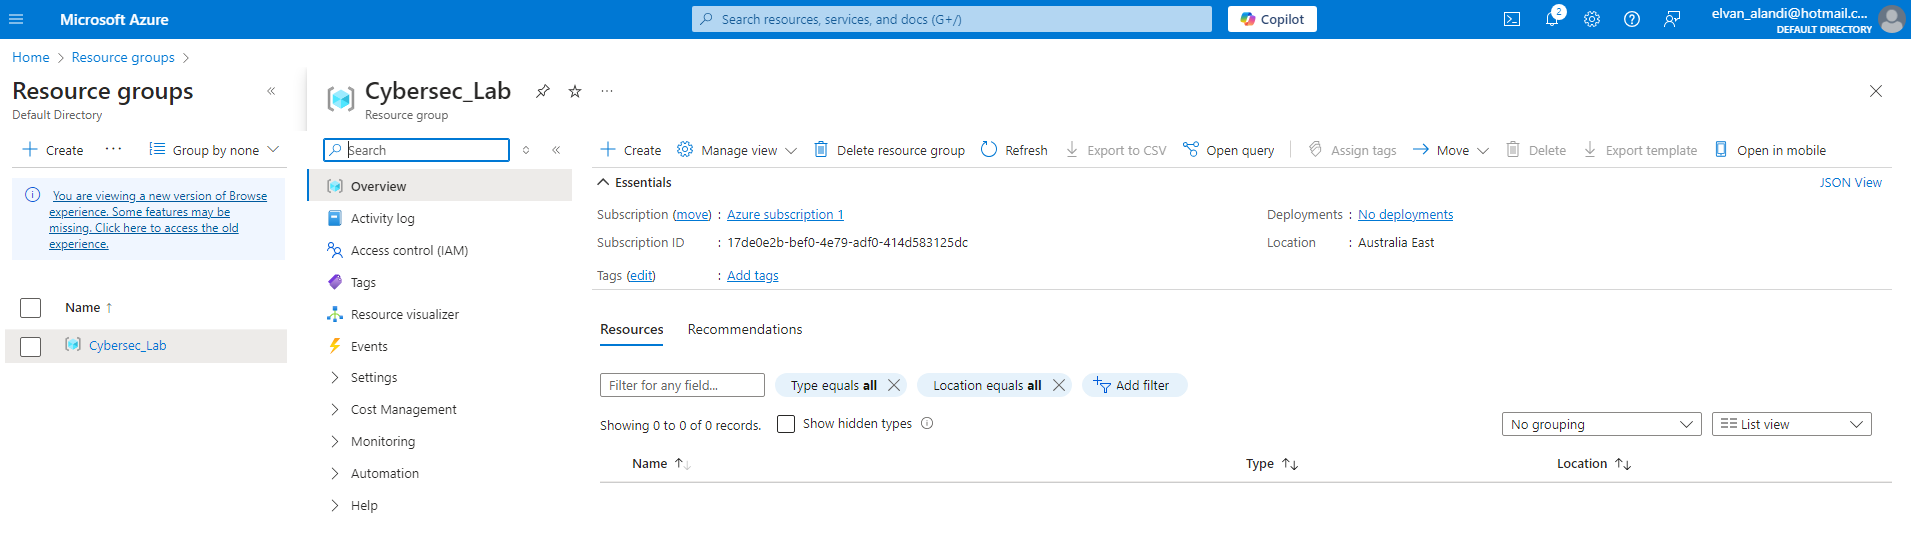 Microsoft Azure
Search resources, services, and docs (G+/)
Copilot
2
elvan_alandi@hotmail.c...
DEFAULT DIRECTORY
Home > Resource groups >
Resource groups
Default Directory
Create
Group by none
You are viewing a new version of Browse
experience. Some features may be
missing. Click here to access the old
experience.
Name ↑
Cybersec_Lab
Cybersec_Lab
Resource group
Search
Overview
Activity log
Access control (IAM)
Tags
Resource visualizer
Events
Settings
Cost Management
Monitoring
Automation
Help
Create Manage view Delete resource group Refresh Export to CSV Open query Assign tags Move Delete Export template Open in mobile
Essentials
JSON View
Subscription (move) : Azure subscription 1
Subscription ID : 17de0e2b-bef0-4e79-adf0-414d583125dc
Tags (edit) : Add tags
Deployments : No deployments
Location : Australia East
Resources Recommendations
Filter for any field... Type equals all Location equals all Add filter
Showing 0 to 0 of 0 records. Show hidden types
No grouping List view
Name ↑↓ Type ↑↓ Location ↑↓